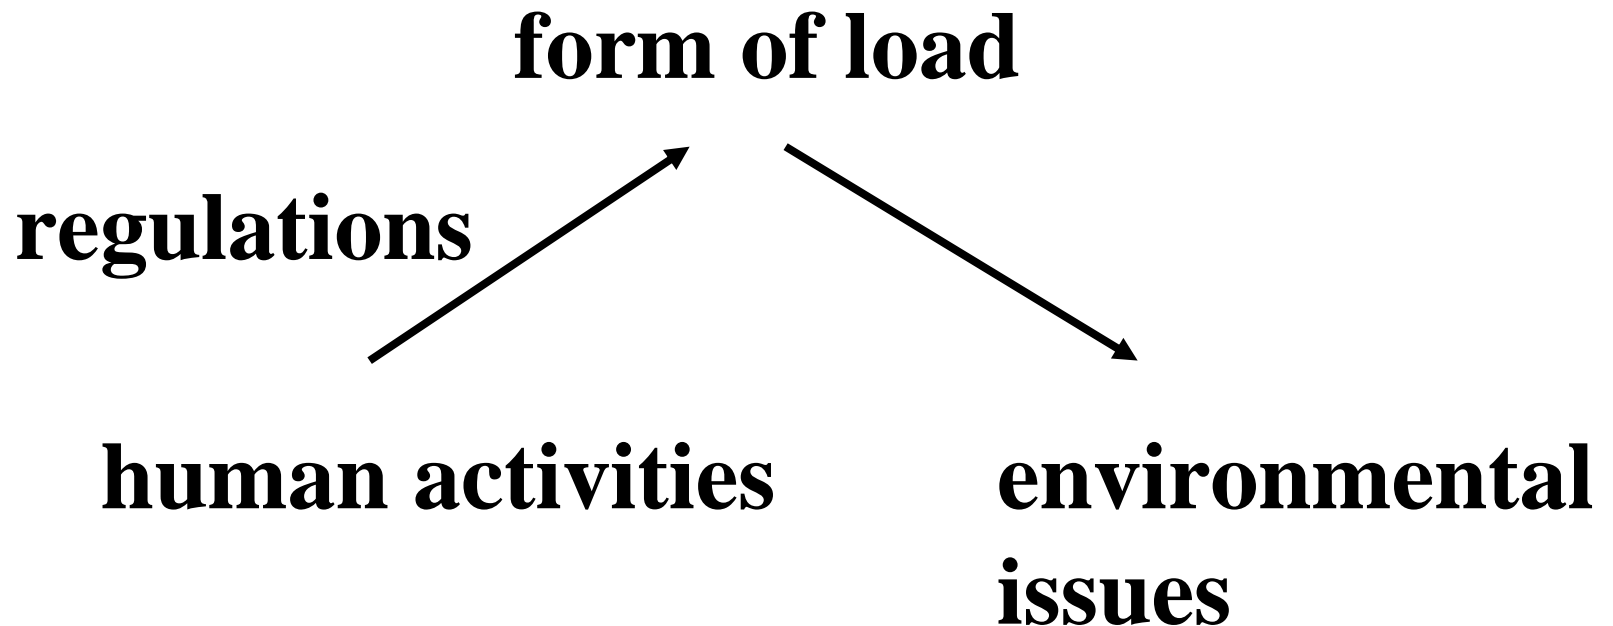 form of load
regulations
human activities
environmental
issues